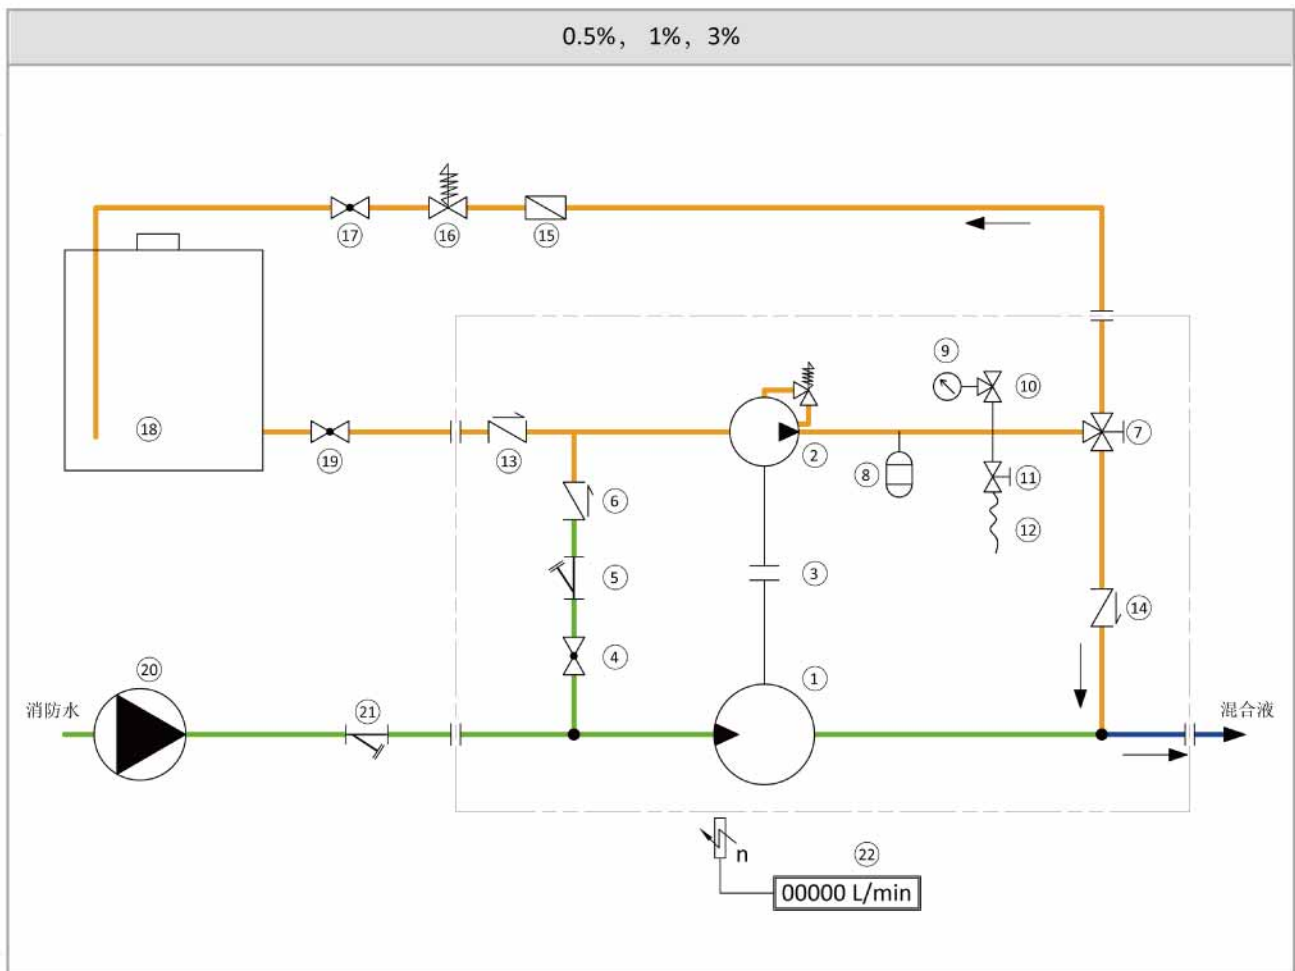 0.5%, 1%, 3%
⑰ ⑯ ⑮
⑨
⑩
⑱ ⑲ ⑬ ② ⑦
⑥ ⑧ ⑪
⑫
⑤ ③
⑭
④
⑳ ①
消防水 ㉑ 混合液
n ㉒
00000 L/min